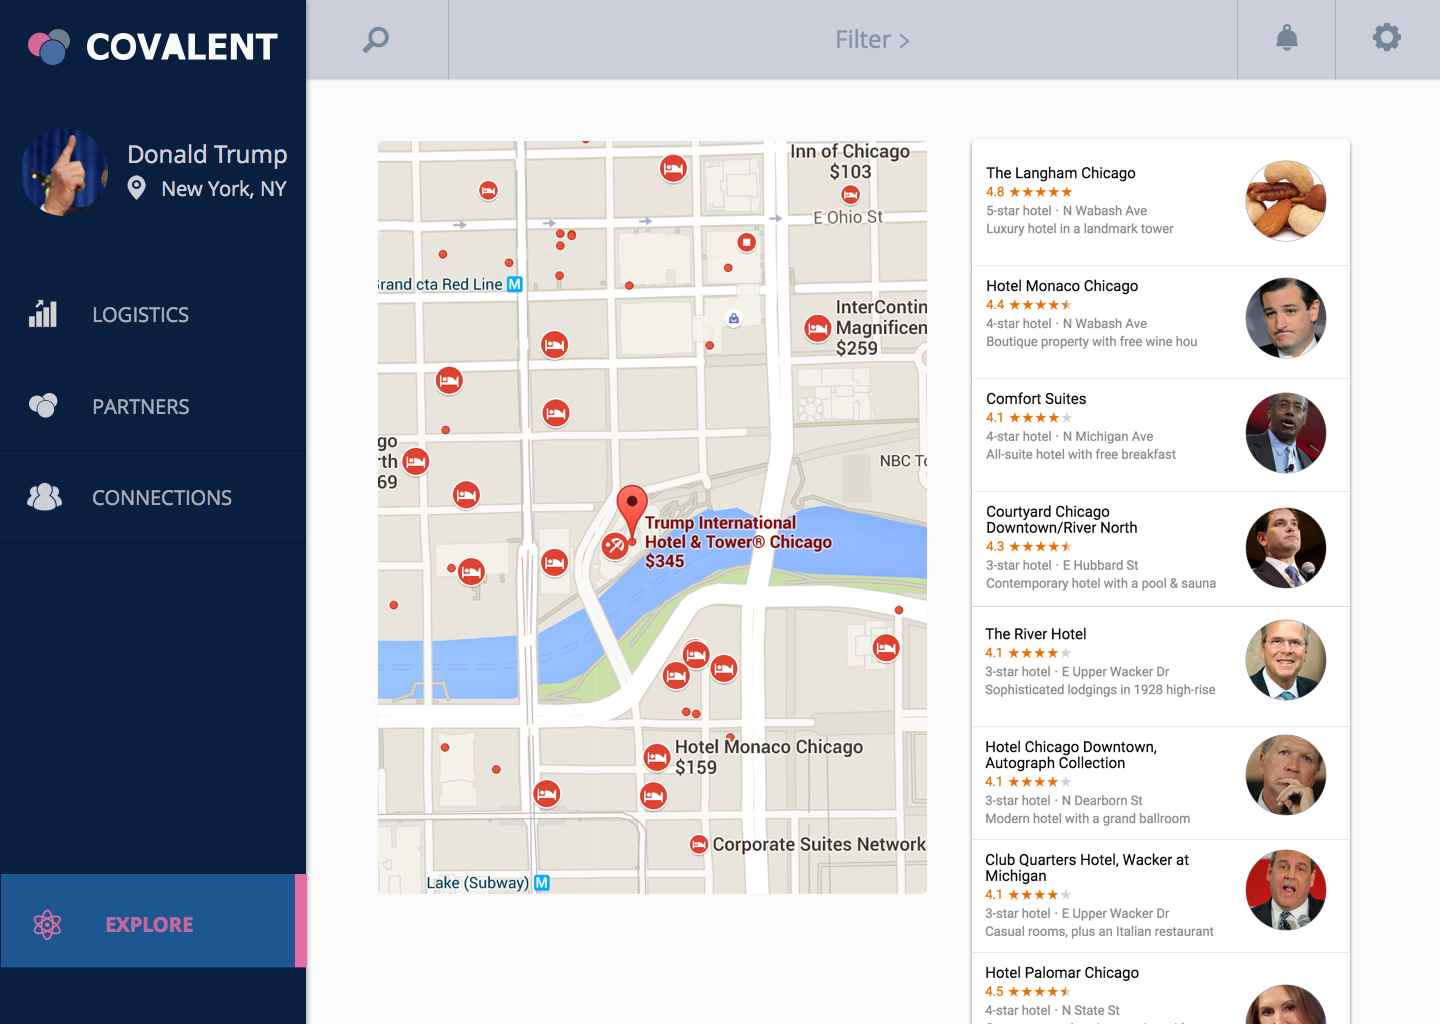 COVALENT
Filter >
Donald Trump
New York, NY
LOGISTICS
PARTNERS
CONNECTIONS
EXPLORE
Inn of Chicago
$103
E Ohio St
Grand cta Red Line M
InterContin
Magnificen
$259
go
rth
69
NBC To
Trump International
Hotel & Tower® Chicago
$345
Hotel Monaco Chicago
$159
Corporate Suites Network
Lake (Subway) M
The Langham Chicago
4.8 ★★★★★
5-star hotel · N Wabash Ave
Luxury hotel in a landmark tower
Hotel Monaco Chicago
4.4
4-star hotel · N Wabash Ave
Boutique property with free wine hou
Comfort Suites
4.1
4-star hotel · N Michigan Ave
All-suite hotel with free breakfast
Courtyard Chicago
Downtown/River North
4.3
3-star hotel · E Hubbard St
Contemporary hotel with a pool & sauna
The River Hotel
4.1
3-star hotel · E Upper Wacker Dr
Sophisticated lodgings in 1928 high-rise
Hotel Chicago Downtown,
Autograph Collection
4.1
3-star hotel · N Dearborn St
Modern hotel with a grand ballroom
Club Quarters Hotel, Wacker at
Michigan
4.1
3-star hotel · E Upper Wacker Dr
Casual rooms, plus an Italian restaurant
Hotel Palomar Chicago
4.5
4-star hotel · N State St